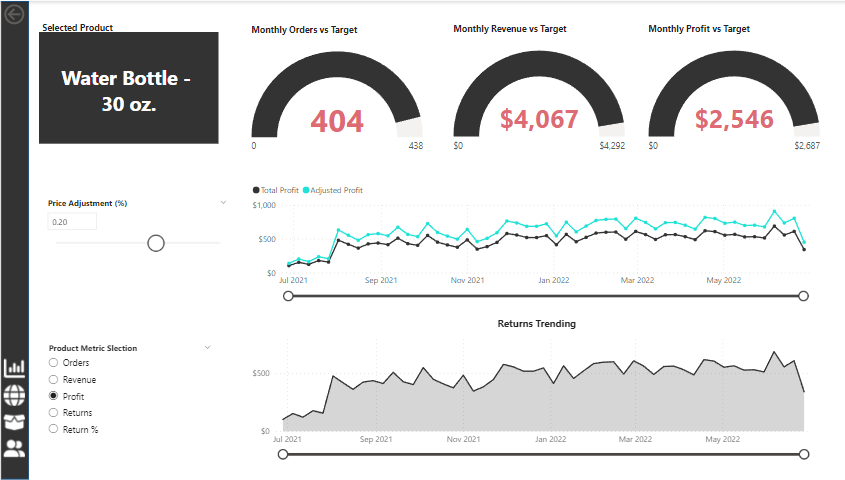 Selected Product
Water Bottle -
30 oz.
Monthly Orders vs Target
404
0
438
Monthly Revenue vs Target
$4,067
$0
$4,292
Monthly Profit vs Target
$2,546
$0
$2,687
Price Adjustment (%)
0.20
Total Profit
Adjusted Profit
$1,000
$500
$0
Jul 2021
Sep 2021
Nov 2021
Jan 2022
Mar 2022
May 2022
Product Metric Slection
Orders
Revenue
Profit
Returns
Return %
Returns Trending
$500
$0
Jul 2021
Sep 2021
Nov 2021
Jan 2022
Mar 2022
May 2022